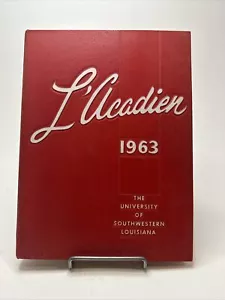 L'Acadien
1963
THE
UNIVERSITY
OF
SOUTHWESTERN
LOUISIANA